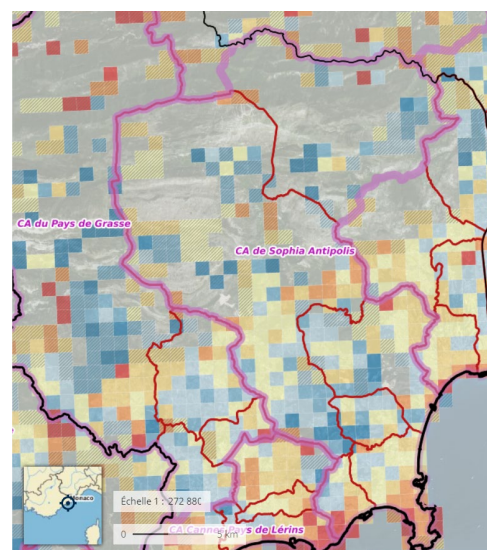 CA du Pays de Grasse
CA de Sophia Antipolis
Monaco
Échelle 1 : 272 880
0 5 km
CA Cannes Pays de Lérins